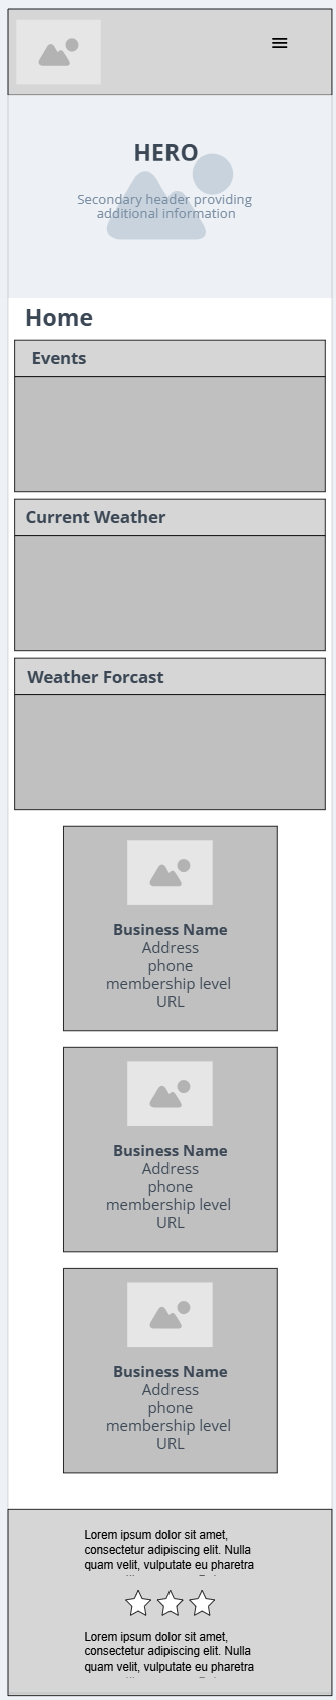 HERO
Secondary header providing
additional information
Home
Events
Current Weather
Weather Forcast
Business Name
Address
phone
membership level
URL
Business Name
Address
phone
membership level
URL
Business Name
Address
phone
membership level
URL
Lorem ipsum dolor sit amet,
consectetur adipiscing elit. Nulla
quam velit, vulputate eu pharetra
Lorem ipsum dolor sit amet,
consectetur adipiscing elit. Nulla
quam velit, vulputate eu pharetra